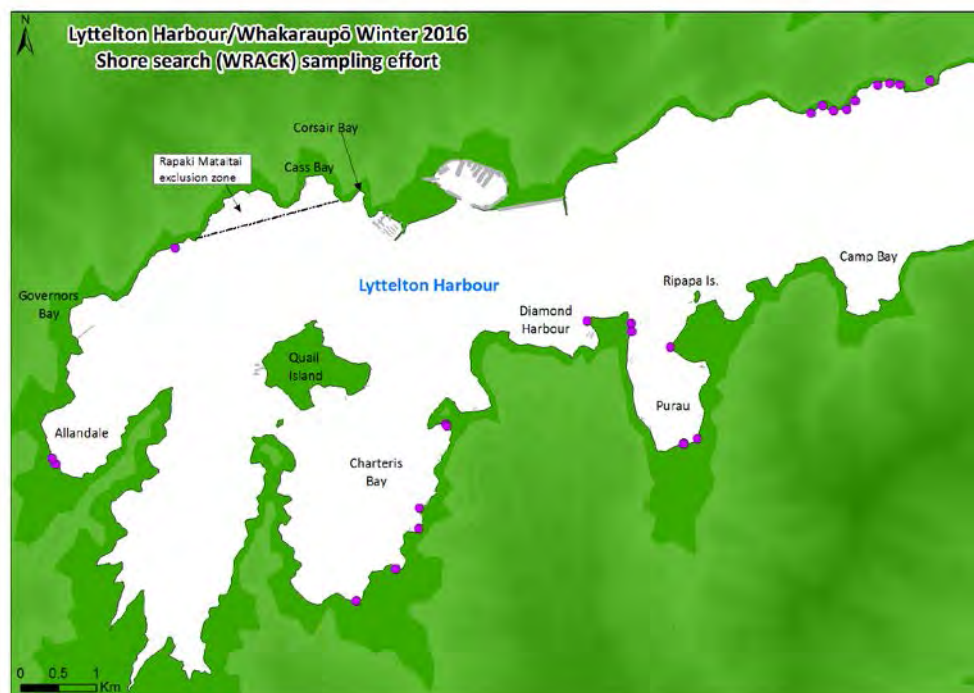 N
Lyttelton Harbour/Whakaraupō Winter 2016
Shore search (WRACK) sampling effort
Corsair Bay
Rapaki Mataitai
exclusion zone
Cass Bay
Camp Bay
Ripapa Is.
Lyttelton Harbour
Governors
Bay
Diamond
Harbour
Quail
Island
Purau
Allandale
Charteris
Bay
0 0.5 1
Km